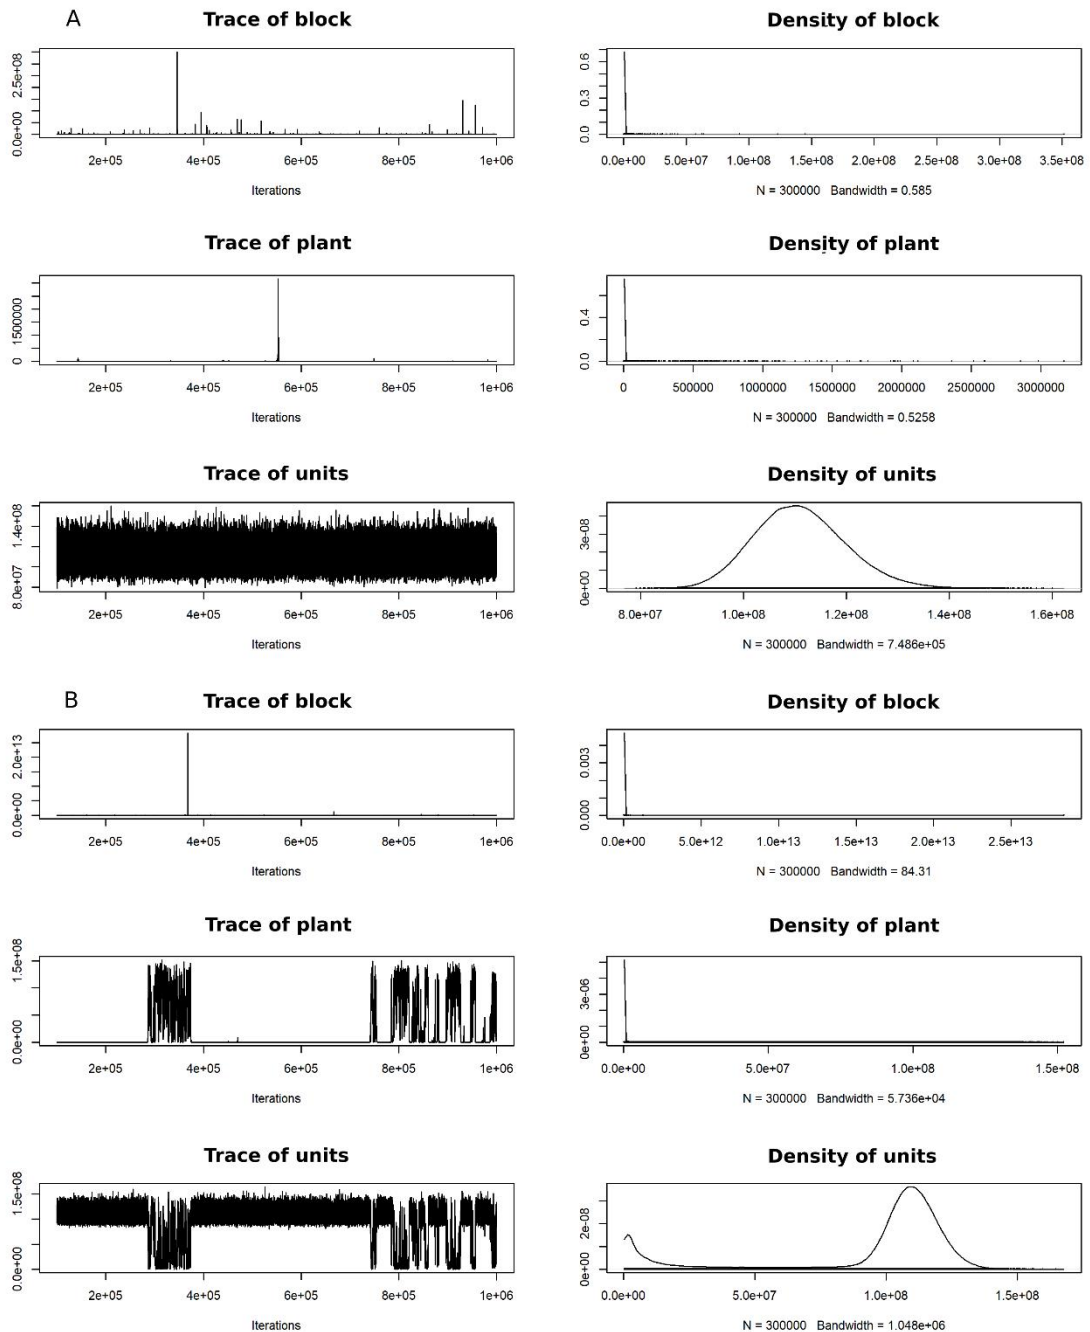 A
Trace of block
Density of block
0.0e+00 2.5e+08
2e+05 4e+05 6e+05 8e+05 1e+06
Iterations
0.0 0.3 0.6
0.0e+00 5.0e+07 1.0e+08 1.5e+08 2.0e+08 2.5e+08 3.0e+08 3.5e+08
N = 300000 Bandwidth = 0.585
Trace of plant
Density of plant
0 1500000
2e+05 4e+05 6e+05 8e+05 1e+06
Iterations
0.0 0.4
0 500000 1000000 1500000 2000000 2500000 3000000
N = 300000 Bandwidth = 0.5258
Trace of units
Density of units
8.0e+07 1.4e+08
2e+05 4e+05 6e+05 8e+05 1e+06
Iterations
0e+00 3e-08
8.0e+07 1.0e+08 1.2e+08 1.4e+08 1.6e+08
N = 300000 Bandwidth = 7.486e+05
B
Trace of block
Density of block
0.0e+00 2.0e+13
2e+05 4e+05 6e+05 8e+05 1e+06
Iterations
0.000 0.003
0.0e+00 5.0e+12 1.0e+13 1.5e+13 2.0e+13 2.5e+13
N = 300000 Bandwidth = 84.31
Trace of plant
Density of plant
0.0e+00 1.5e+08
2e+05 4e+05 6e+05 8e+05 1e+06
Iterations
0e+00 3e-06
0.0e+00 5.0e+07 1.0e+08 1.5e+08
N = 300000 Bandwidth = 5.736e+04
Trace of units
Density of units
0.0e+00 1.5e+08
2e+05 4e+05 6e+05 8e+05 1e+06
Iterations
0e+00 2e-08
0.0e+00 5.0e+07 1.0e+08 1.5e+08
N = 300000 Bandwidth = 1.048e+06